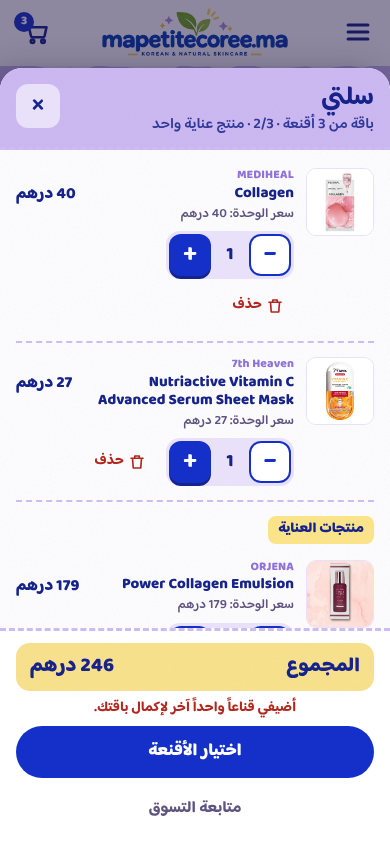 3
mapetitecoree.ma
KOREAN & NATURAL SKINCARE
سلتي
باقة من 3 أقنعة · 2/3 · منتج عناية واحد
×
MEDIHEAL
Collagen
40 درهم
سعر الوحدة: 40 درهم
− 1 +
حذف
7th Heaven
Nutriactive Vitamin C
Advanced Serum Sheet Mask
27 درهم
سعر الوحدة: 27 درهم
− 1 +
حذف
منتجات العناية
ORJENA
Power Collagen Emulsion
179 درهم
سعر الوحدة: 179 درهم
المجموع
246 درهم
أضيفي قناعاً واحداً آخر لإكمال باقتك.
اختيار الأقنعة
متابعة التسوق